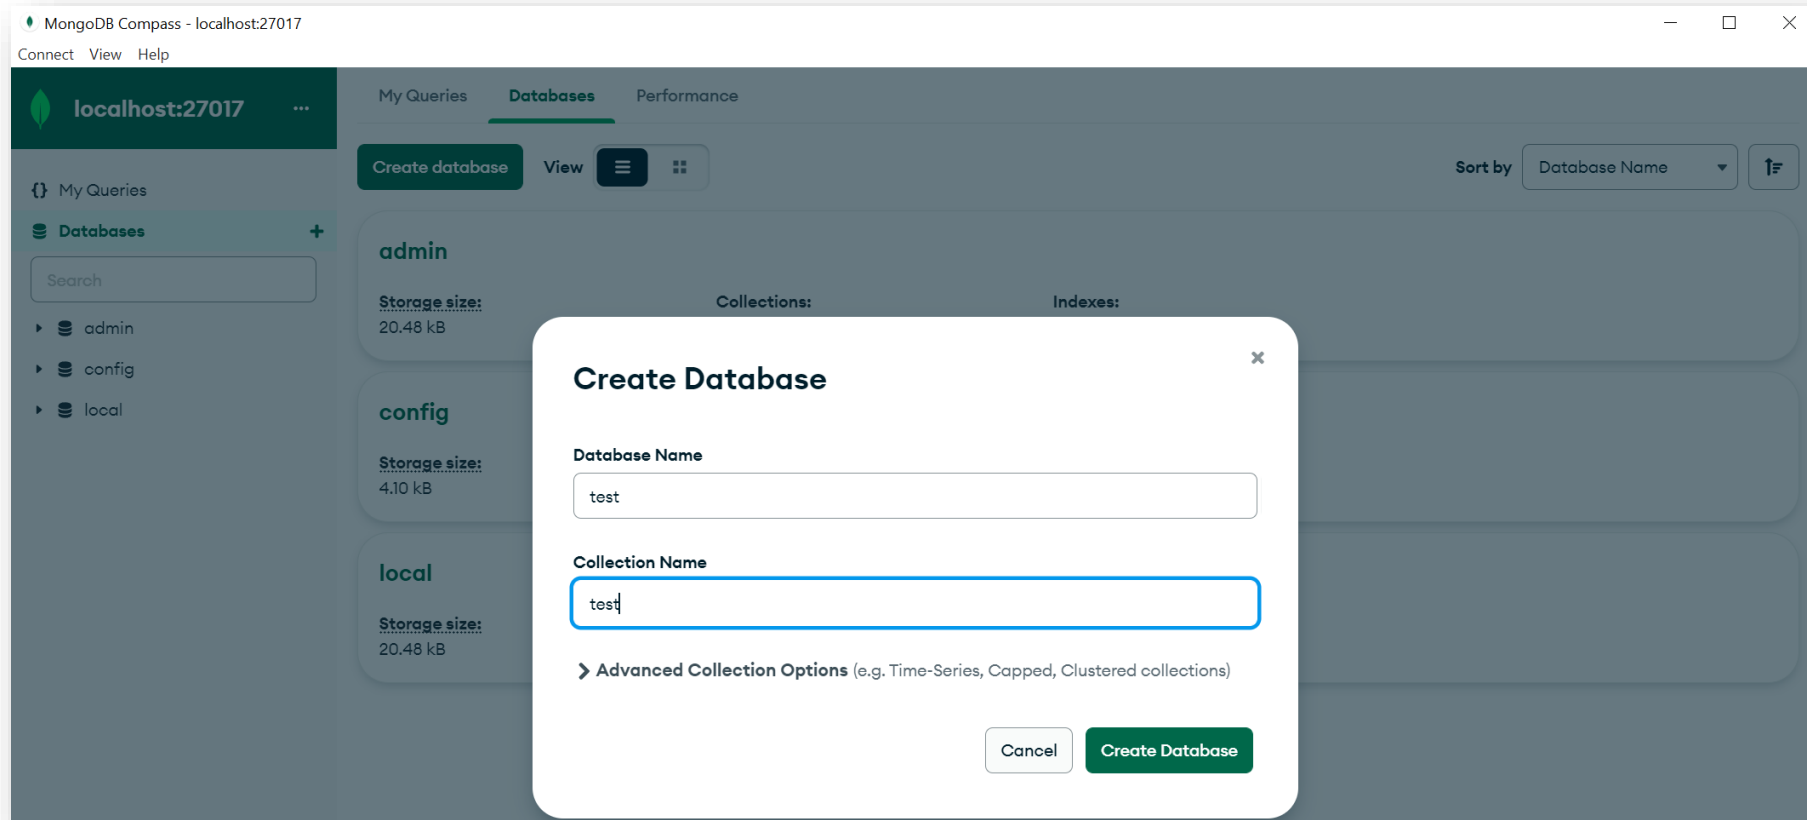 MongoDB Compass - localhost:27017
Connect View Help
localhost:27017 ...
My Queries Databases Performance
Create database View Sort by Database Name
{} My Queries
Databases +
Search
admin
config
local
admin
Storage size: Collections: Indexes:
20.48 kB
config
Storage size:
4.10 kB
local
Storage size:
20.48 kB
Create Database
Database Name
test
Collection Name
test
Advanced Collection Options (e.g. Time-Series, Capped, Clustered collections)
Cancel Create Database